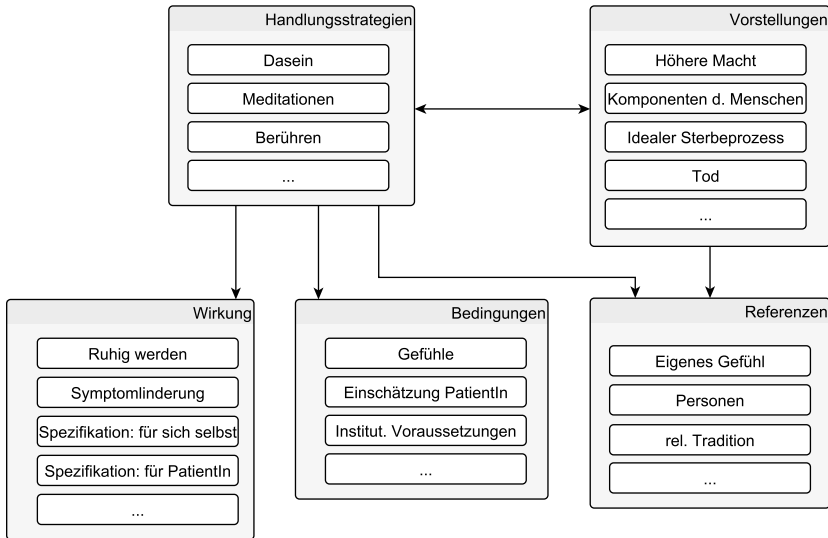 Handlungsstrategien
Dasein
Meditationen
Berühren
...
Vorstellungen
Höhere Macht
Komponenten d. Menschen
Idealer Sterbeprozess
Tod
...
Wirkung
Ruhig werden
Symptomlinderung
Spezifikation: für sich selbst
Spezifikation: für PatientIn
...
Bedingungen
Gefühle
Einschätzung PatientIn
Institut. Voraussetzungen
...
Referenzen
Eigenes Gefühl
Personen
rel. Tradition
...